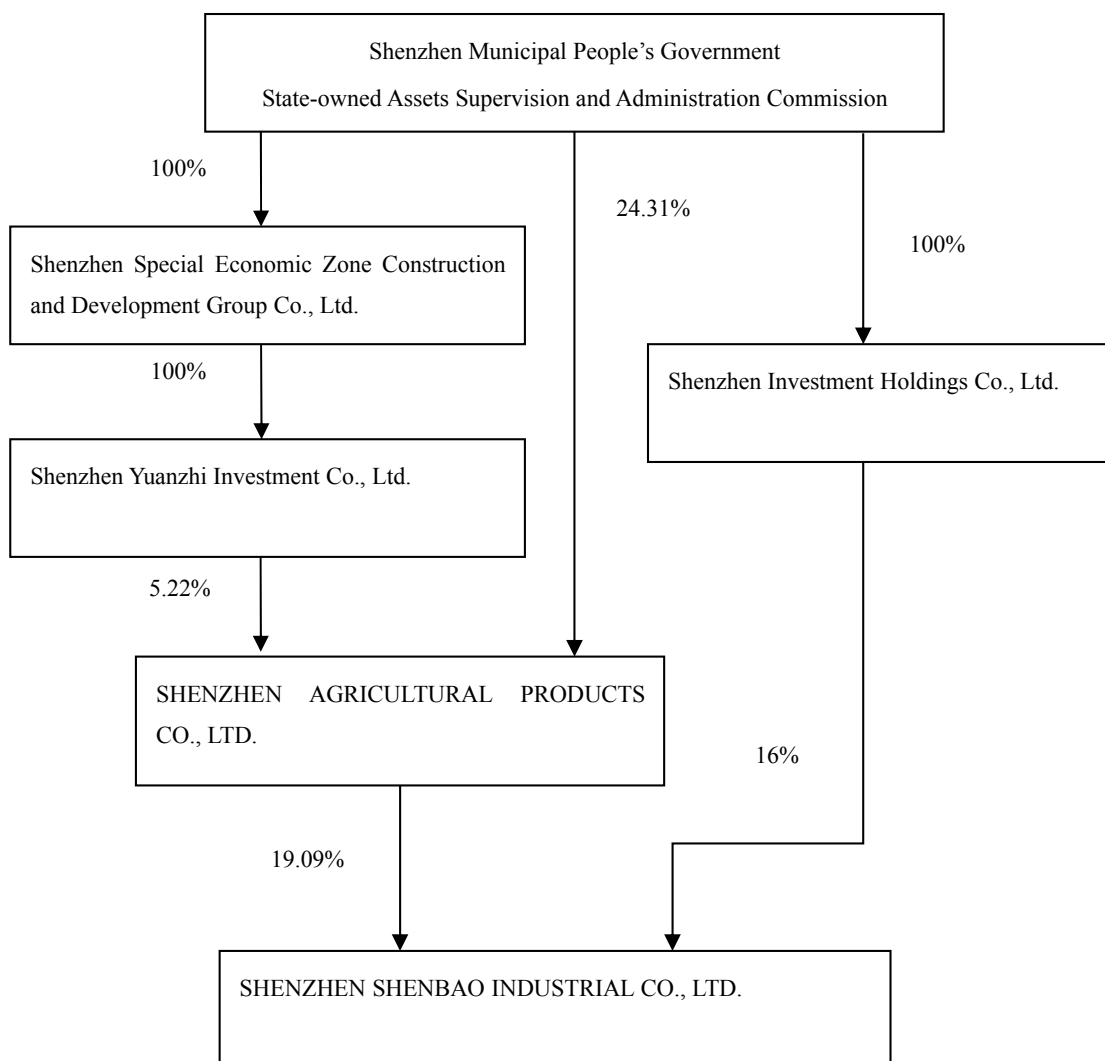 Shenzhen Municipal People’s Government
State-owned Assets Supervision and Administration Commission
100%
24.31%
100%
Shenzhen Special Economic Zone Construction
and Development Group Co., Ltd.
100%
Shenzhen Investment Holdings Co., Ltd.
Shenzhen Yuanzhi Investment Co., Ltd.
5.22%
SHENZHEN AGRICULTURAL PRODUCTS
CO., LTD.
16%
19.09%
SHENZHEN SHENBAO INDUSTRIAL CO., LTD.